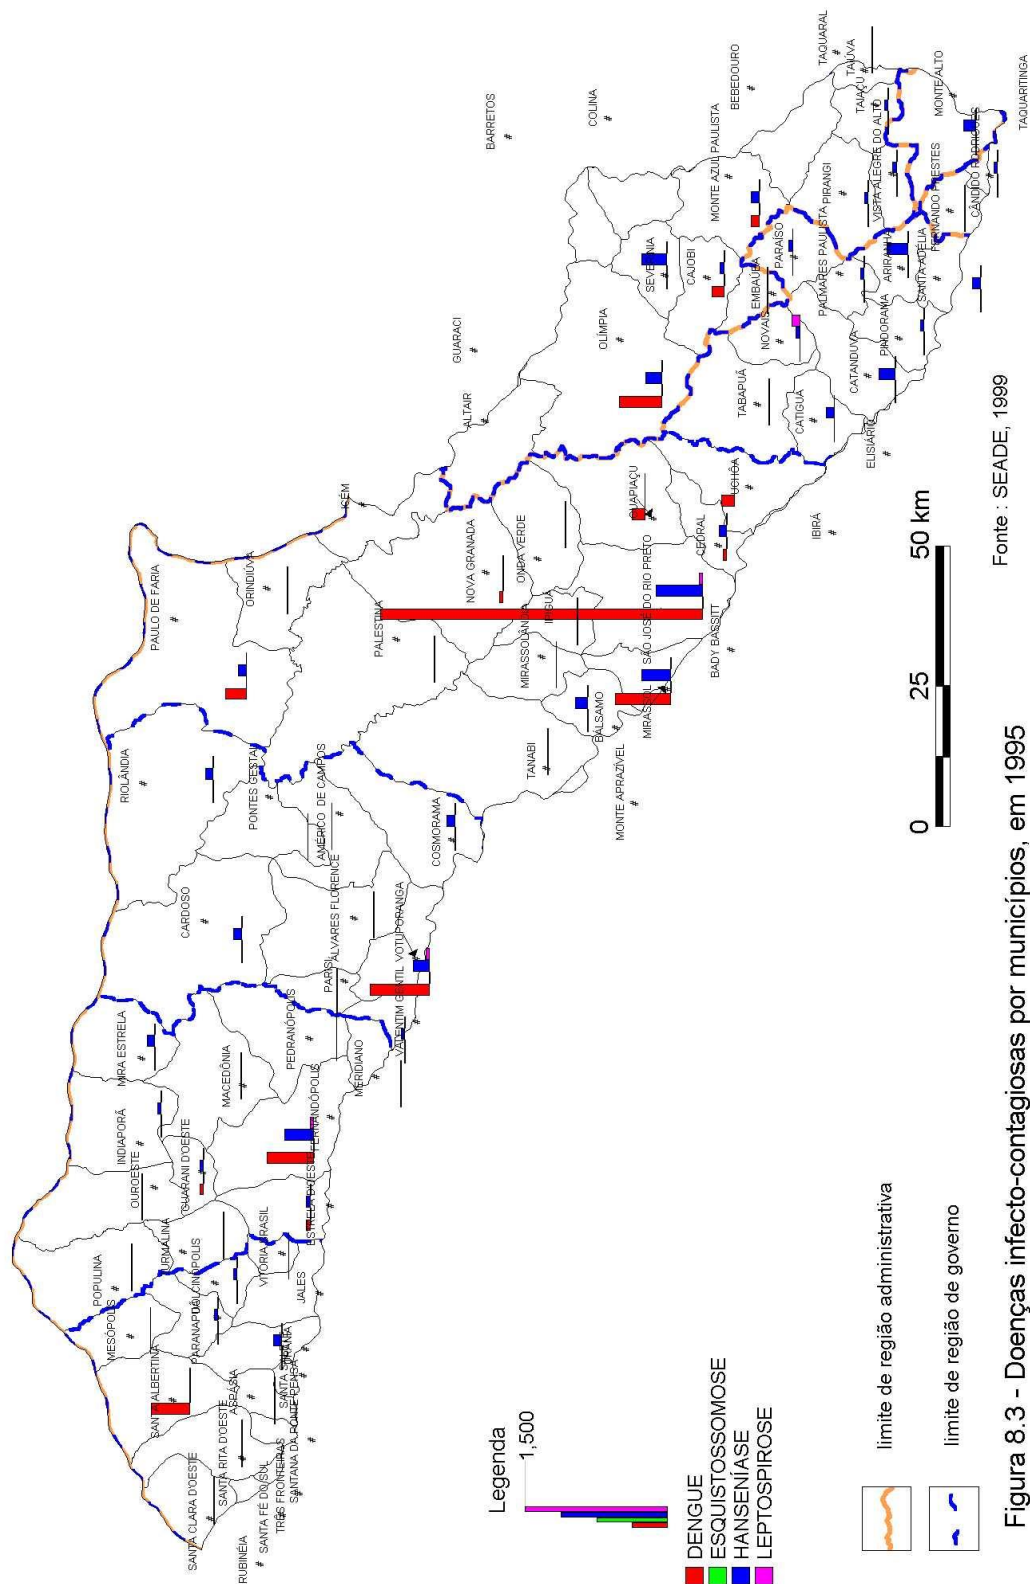 RUBINÉIA
SANTA CLARA D'OESTE
SANTA FÉ DO SUL
TRÊS FRONTEIRAS
SANTANA DA PONTE PENSA
SANTA RITA D'OESTE
SANTA ALBERTINA
ASPÁSIA
URÂNIA
MESÓPOLIS
JALES
POPULINA
VITÓRIA BRASIL
ESTRELA D'OESTE
OUROESTE
GUARANI D'OESTE
INDIAPORÃ
FERNANDÓPOLIS
MACEDÔNIA
MIRA ESTRELA
PEDRANÓPOLIS
MERIDIANO
VALENTIM GENTIL
PARISI
VOTUPORANGA
CARDOSO
ÁLVARES FLORENCE
AMÉRICO DE CAMPOS
COSMORAMA
RIOLÂNDIA
PONTES GESTAL
PAULO DE FARIA
ORINDIÚVA
PALESTINA
TANABI
MONTE APRAZÍVEL
BÁLSAMO
MIRASSOL
MIRASSOLÂNDIA
IPIGUÁ
SÃO JOSÉ DO RIO PRETO
BADY BASSITT
NOVA GRANADA
ONDA VERDE
ICÉM
GUAPIAÇU
CEDRAL
UCHÔA
IBIRÁ
ALTAIR
GUARACI
OLÍMPIA
TABAPUÃ
CATIGUÁ
ELISIÁRIO
CATANDUVA
PINDORAMA
NOVAIS
EMBAÚBA
SEVERÍNIA
CAJOBI
PARAÍSO
PALMARES PAULISTA
ARIRANHA
SANTA ADÉLIA
BARRETOS
COLINA
MONTE AZUL PAULISTA
PIRANGI
VISTA ALEGRE DO ALTO
FERNANDO PRESTES
CÂNDIDO RODRIGUES
BEBEDOURO
TAQUARAL
TAIÚVA
TAIAÇU
MONTE ALTO
TAQUARITINGA
Legenda
1,500
DENGUE
ESQUISTOSSOMOSE
HANSENÍASE
LEPTOSPIROSE
limite de região administrativa
limite de região de governo
0 25 50 km
Fonte : SEADE, 1999
Figura 8.3 - Doenças infecto-contagiosas por municípios, em 1995